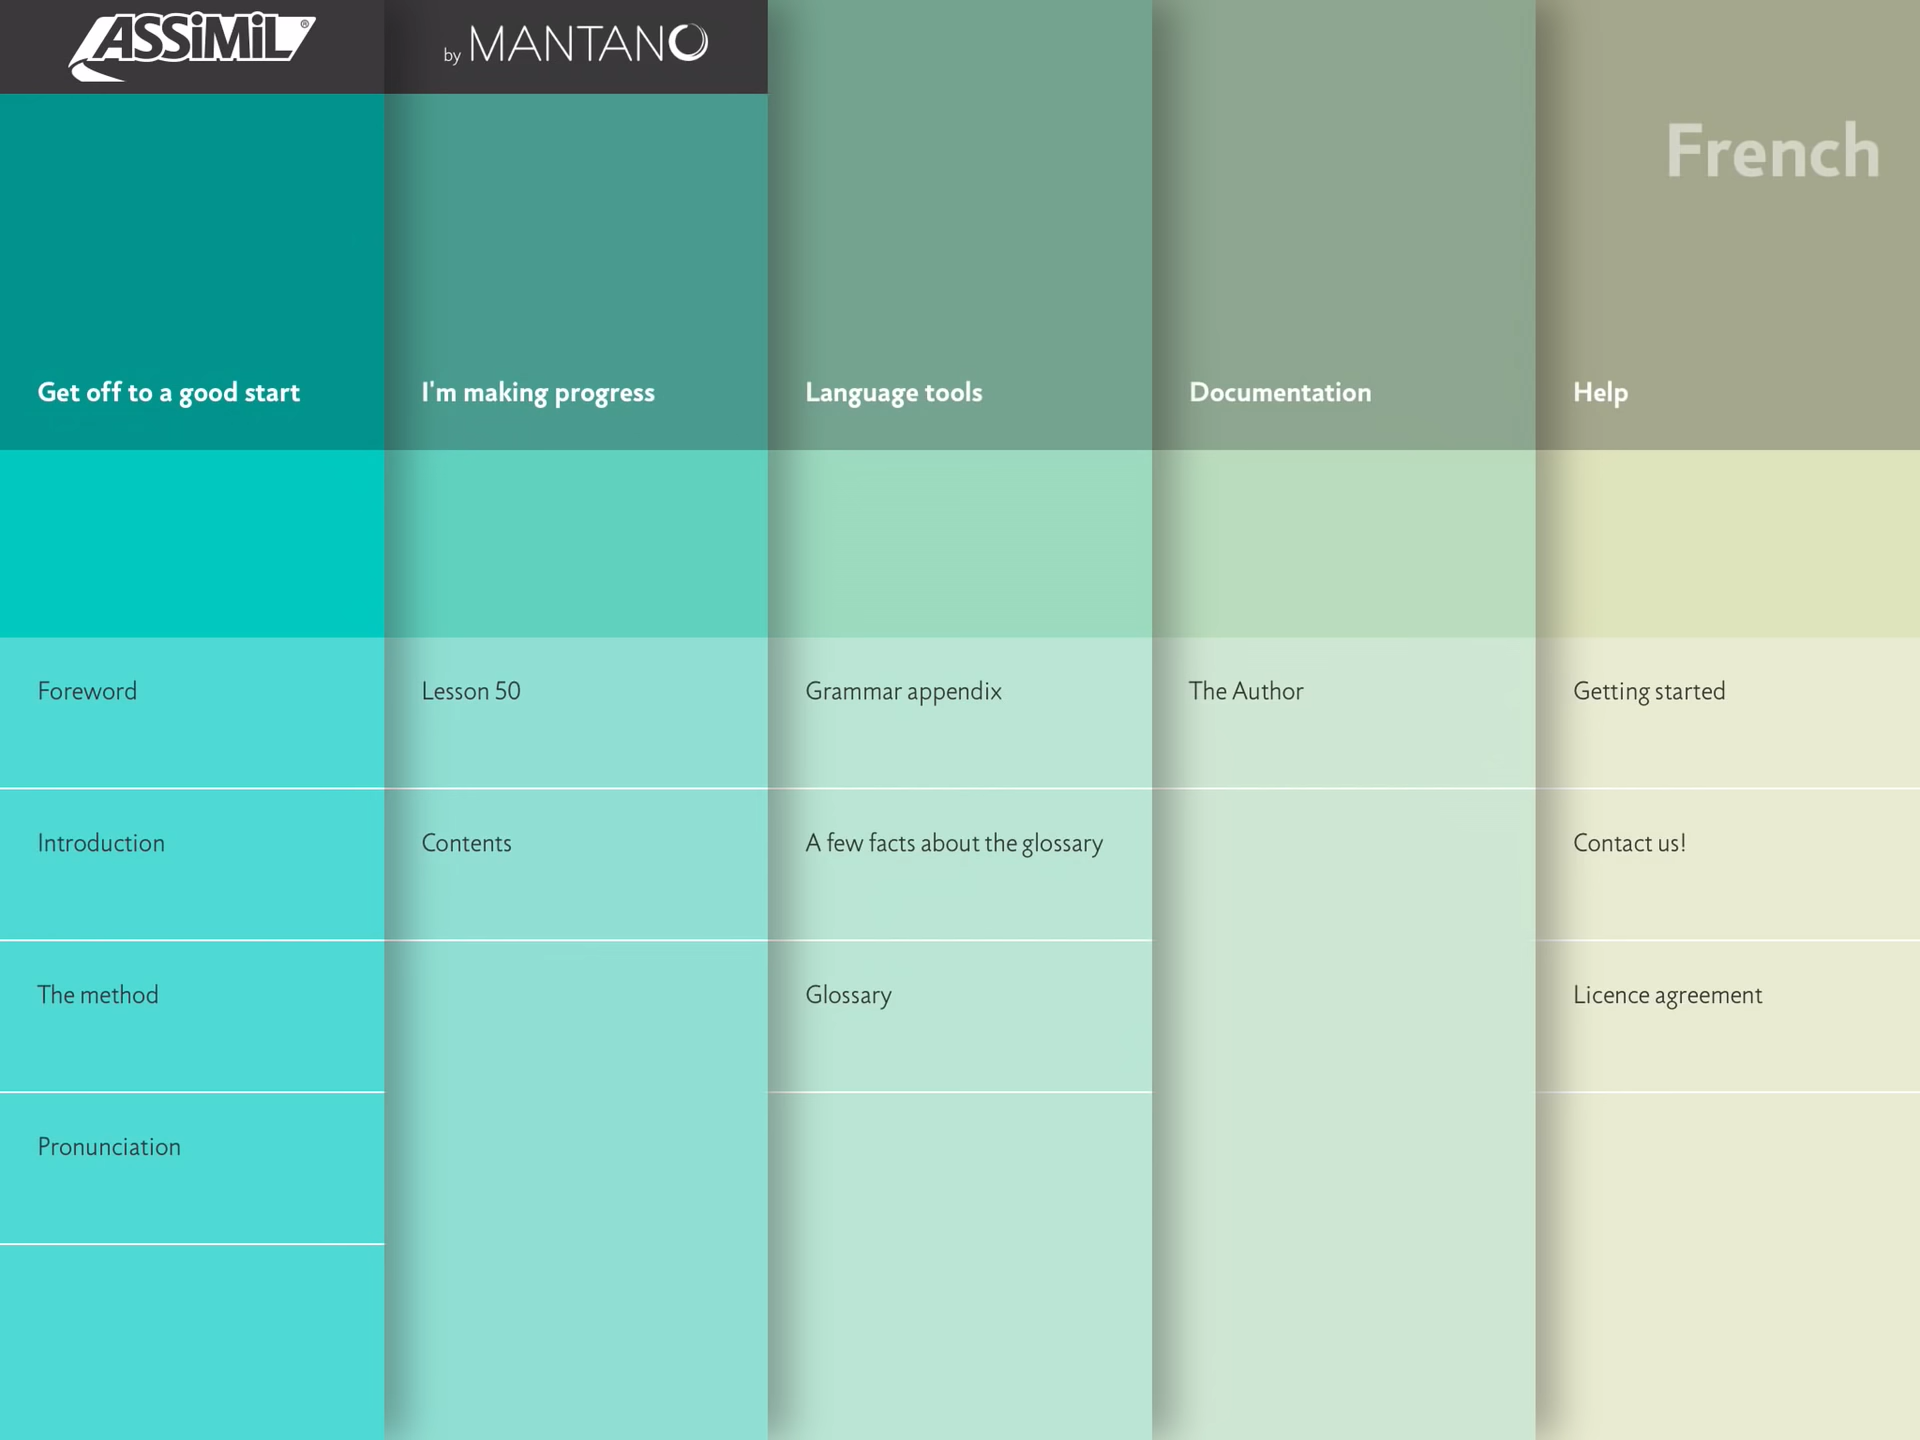 ASSiMiL®
by MANTANO
French
Get off to a good start
I'm making progress
Language tools
Documentation
Help
Foreword
Lesson 50
Grammar appendix
The Author
Getting started
Introduction
Contents
A few facts about the glossary
Contact us!
The method
Glossary
Licence agreement
Pronunciation